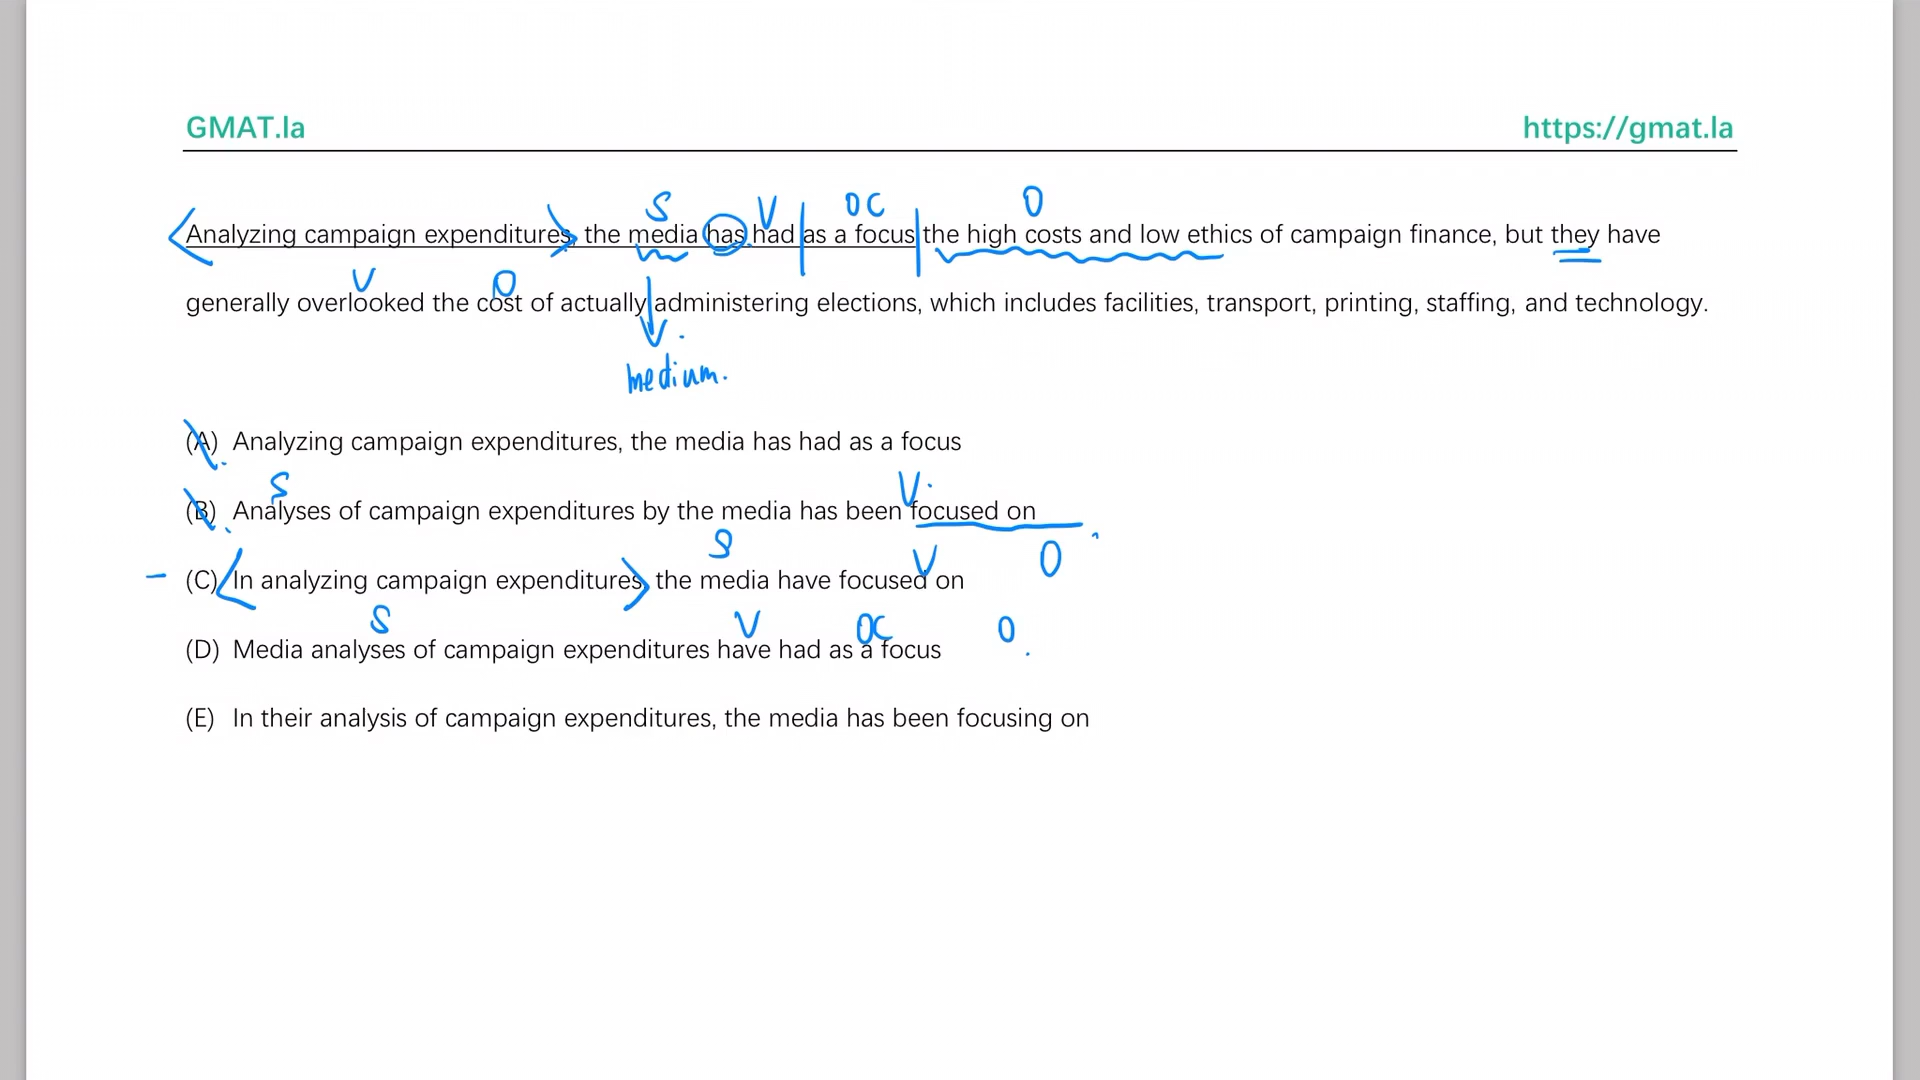 GMAT.la https://gmat.la
S V OC O
Analyzing campaign expenditures, the media has had as a focus the high costs and low ethics of campaign finance, but they have
V O
generally overlooked the cost of actually administering elections, which includes facilities, transport, printing, staffing, and technology.
medium.
(A) Analyzing campaign expenditures, the media has had as a focus
S V.
(B) Analyses of campaign expenditures by the media has been focused on
S V O
(C) In analyzing campaign expenditures, the media have focused on
S V OC O
(D) Media analyses of campaign expenditures have had as a focus
(E) In their analysis of campaign expenditures, the media has been focusing on